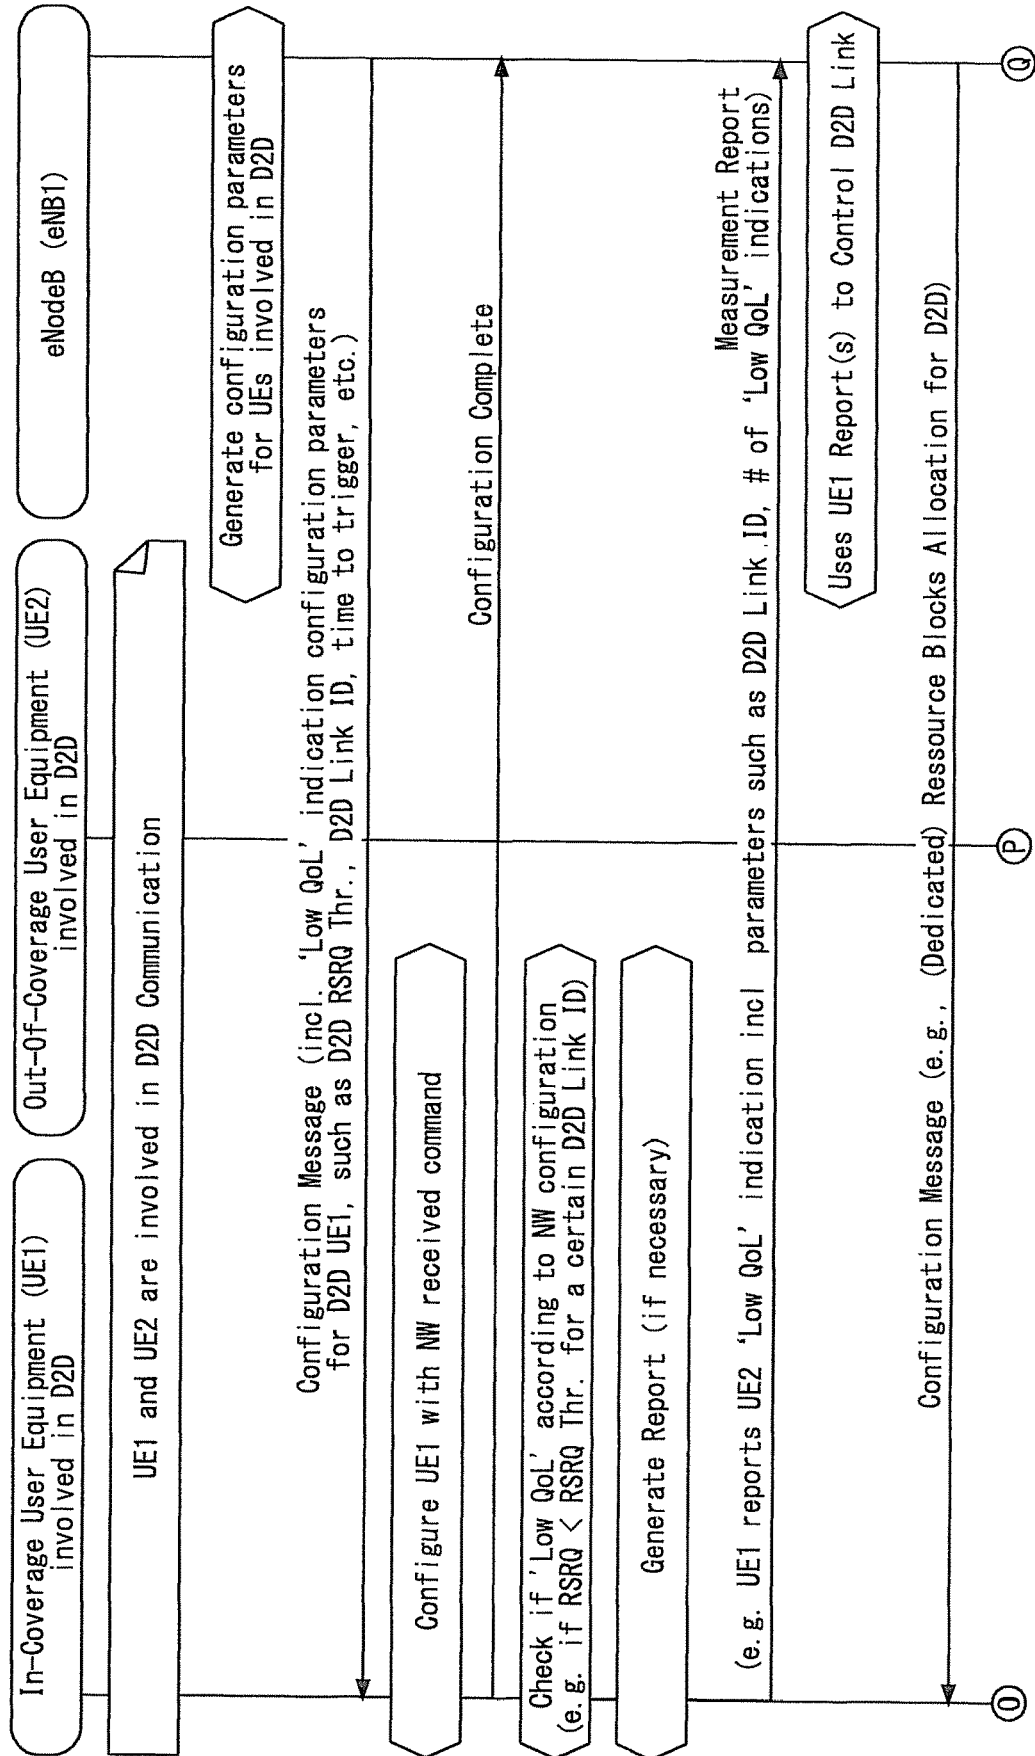 In-Coverage User Equipment (UE1)
involved in D2D
Out-Of-Coverage User Equipment (UE2)
involved in D2D
eNodeB (eNB1)
UE1 and UE2 are involved in D2D Communication
Generate configuration parameters
for UEs involved in D2D
Configuration Message (incl. 'Low QoL' indication configuration parameters
for D2D UE1, such as D2D RSRQ Thr., D2D Link ID, time to trigger, etc.)
Configure UE1 with NW received command
Configuration Complete
Check if 'Low QoL' according to NW configuration
(e.g. if RSRQ < RSRQ Thr. for a certain D2D Link ID)
Generate Report (if necessary)
Measurement Report
(e.g. UE1 reports UE2 'Low QoL' indication incl parameters such as D2D Link.ID, # of 'Low QoL' indications)
Uses UE1 Report(s) to Control D2D Link
Configuration Message (e.g., (Dedicated) Ressource Blocks Allocation for D2D)
O
P
Q